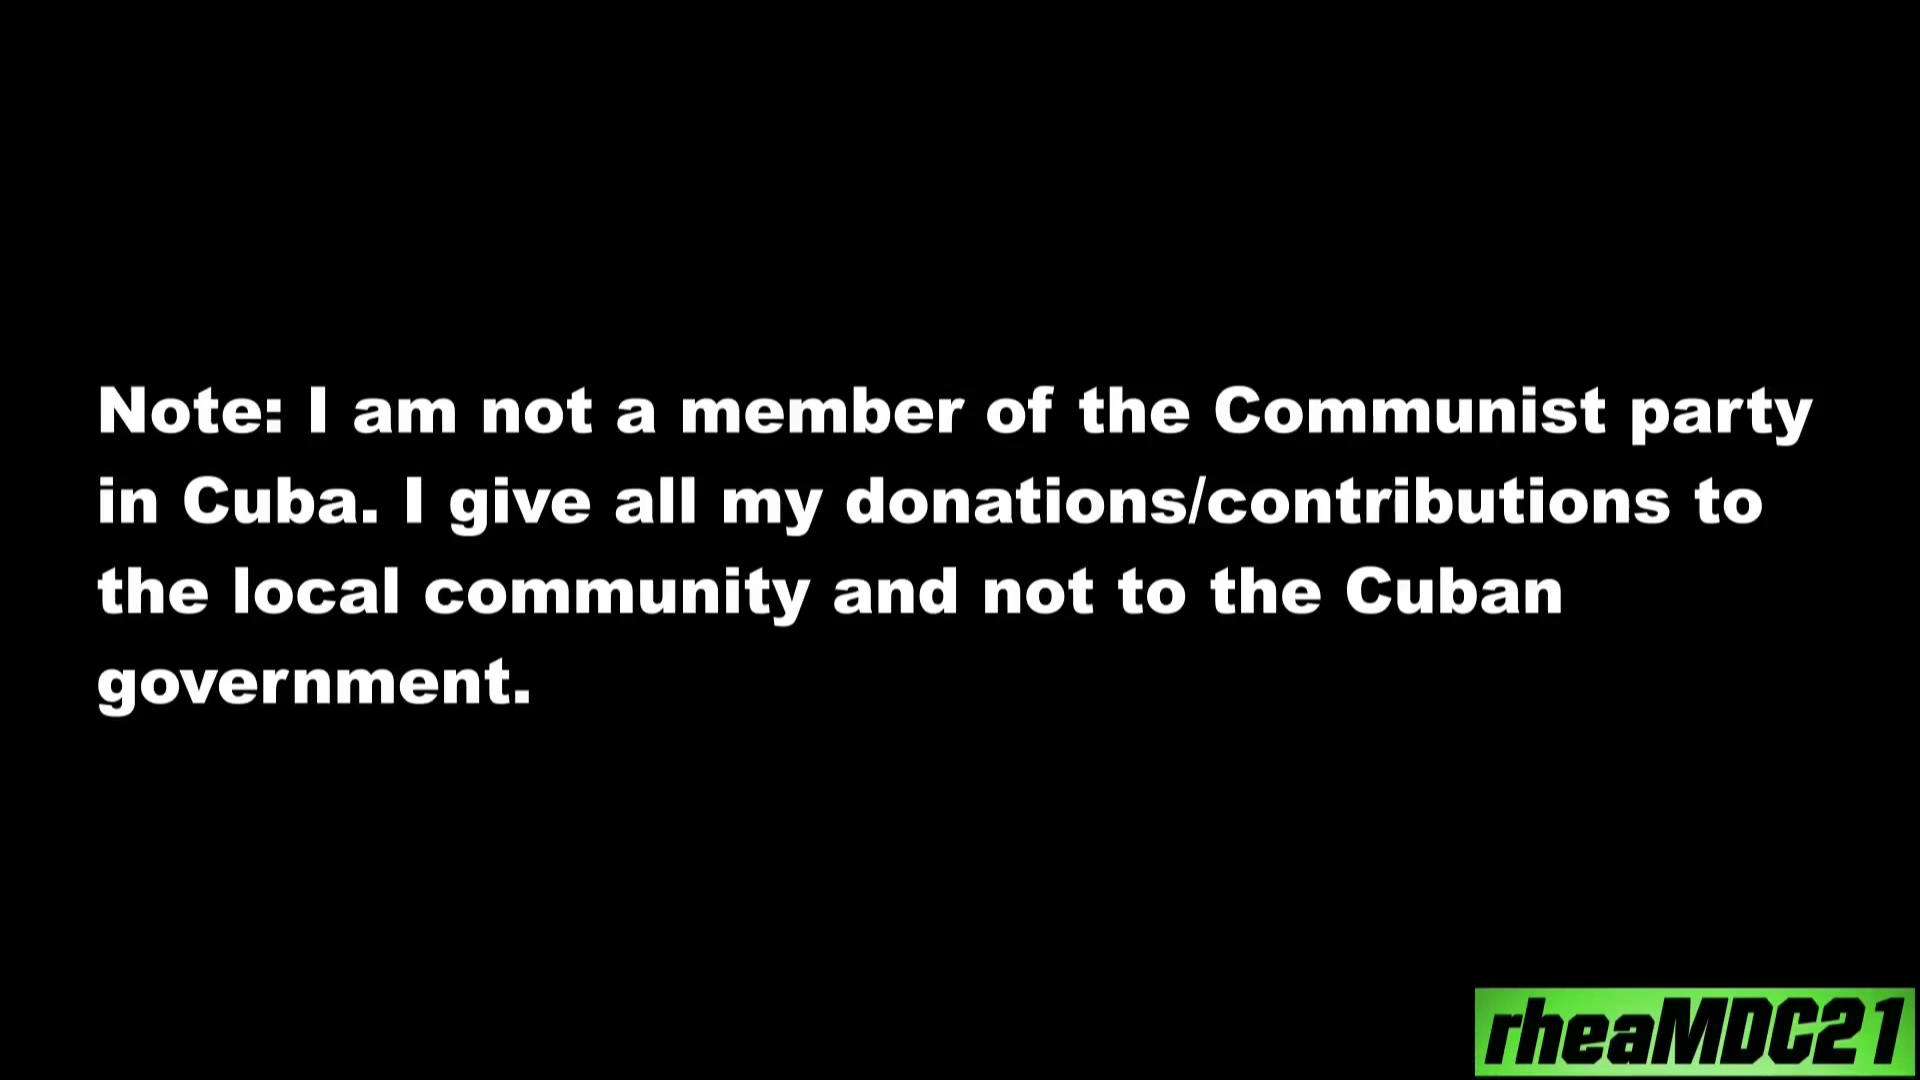 Note: I am not a member of the Communist party
in Cuba. I give all my donations/contributions to
the local community and not to the Cuban
government.
rheaMDC21